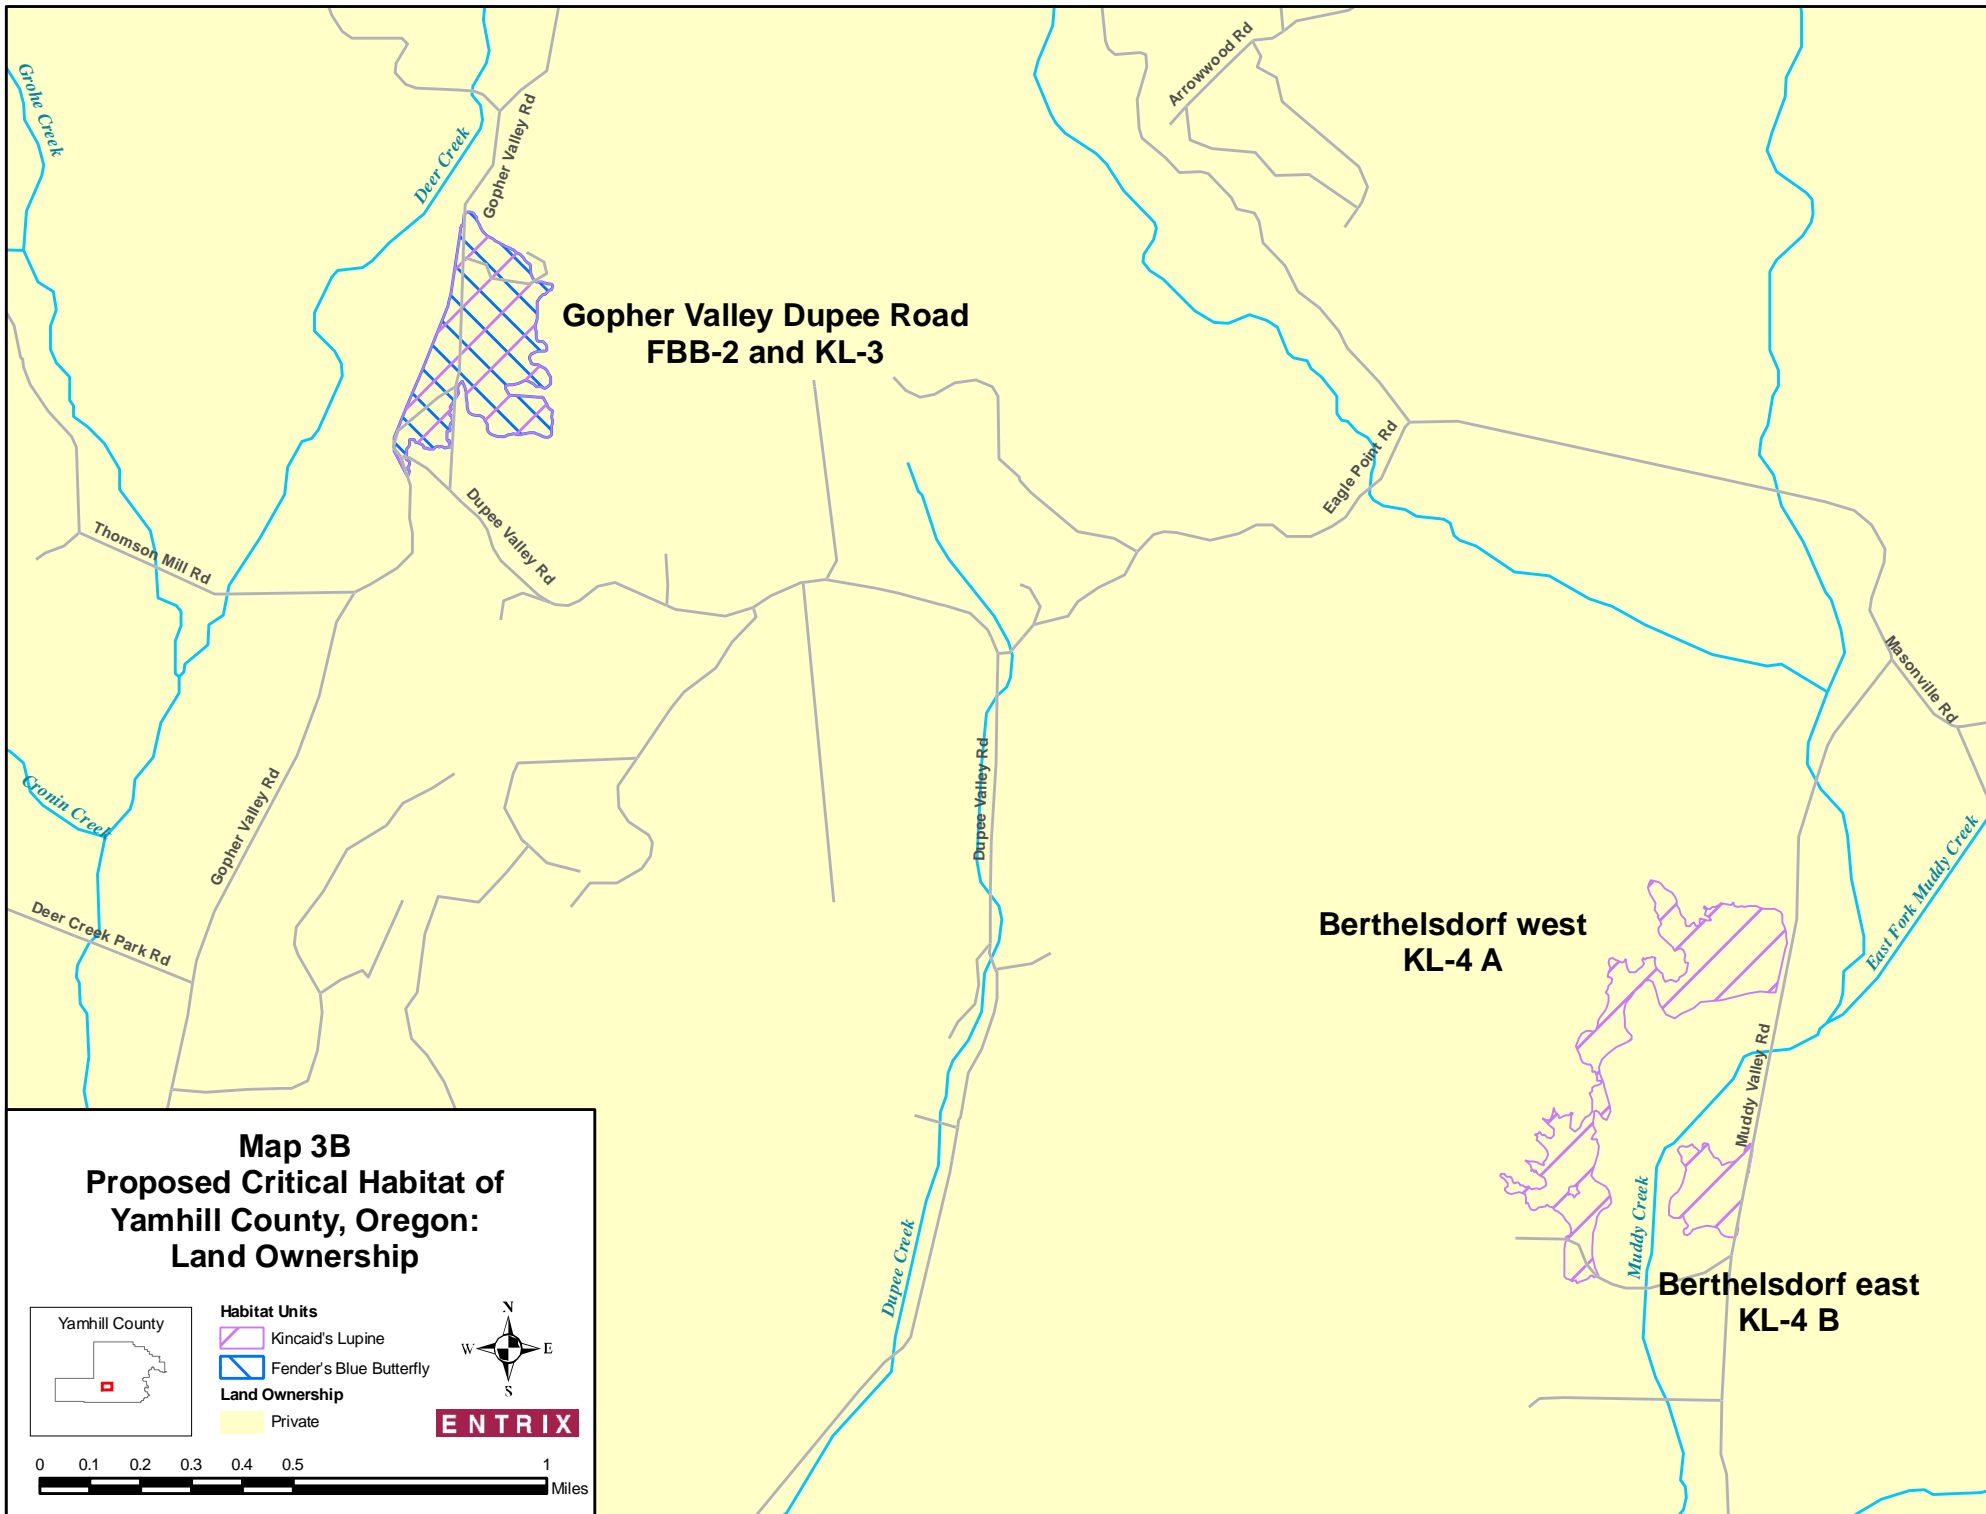 Grohe Creek
Deer Creek
Gopher Valley Rd
Arrowwood Rd
Gopher Valley Dupee Road
FBB-2 and KL-3
Eagle Point Rd
Thomson Mill Rd
Dupee Valley Rd
Masonville Rd
Cronin Creek
Gopher Valley Rd
Dupee Valley Rd
East Fork Muddy Creek
Deer Creek Park Rd
Berthelsdorf west
KL-4 A
Muddy Valley Rd
Muddy Creek
Dupee Creek
Berthelsdorf east
KL-4 B
Map 3B
Proposed Critical Habitat of
Yamhill County, Oregon:
Land Ownership
Yamhill County
Habitat Units
Kincaid's Lupine
Fender's Blue Butterfly
Land Ownership
Private
N
W E
S
ENTRIX
0 0.1 0.2 0.3 0.4 0.5 1
Miles